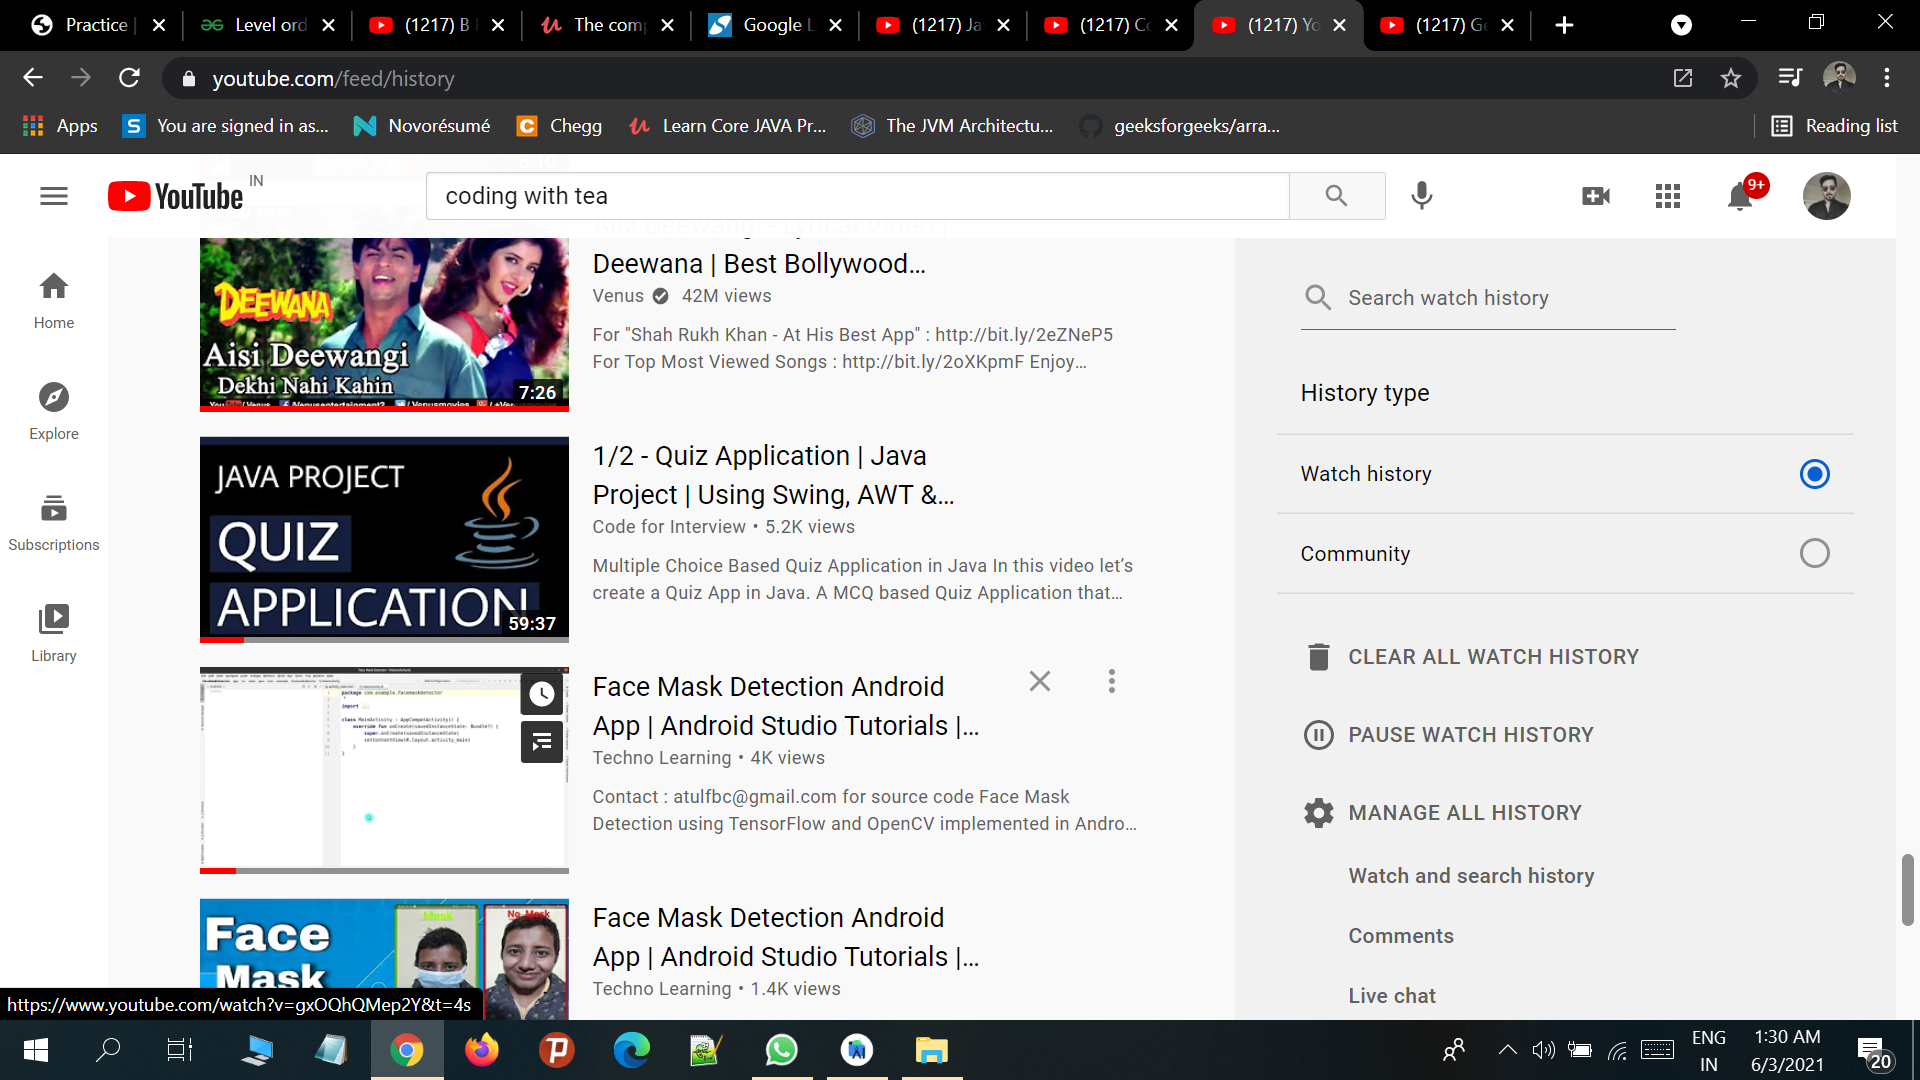 Practice
Level ord
(1217) B
The comp
Google L
(1217) Ja
(1217) Co
(1217) Yo
(1217) Ge
youtube.com/feed/history
Apps
You are signed in as...
Novorésumé
Chegg
Learn Core JAVA Pr...
The JVM Architectu...
geeksforgeeks/arra...
Reading list
YouTube IN
coding with tea
9+
Home
Explore
Subscriptions
Library
DEEWANA
Aisi Deewangi
Dekhi Nahi Kahin
7:26
Aisi Deewangi - Lyrical Video |
Deewana | Best Bollywood...
Venus 42M views
For "Shah Rukh Khan - At His Best App" : http://bit.ly/2eZNeP5
For Top Most Viewed Songs : http://bit.ly/2oXKpmF Enjoy...
JAVA PROJECT
QUIZ
APPLICATION
59:37
1/2 - Quiz Application | Java
Project | Using Swing, AWT &...
Code for Interview • 5.2K views
Multiple Choice Based Quiz Application in Java In this video let's
create a Quiz App in Java. A MCQ based Quiz Application that...
Face Mask Detection Android
App | Android Studio Tutorials |...
Techno Learning • 4K views
Contact : atulfbc@gmail.com for source code Face Mask
Detection using TensorFlow and OpenCV implemented in Andro...
Face
Mask
Mask
No Mask
Face Mask Detection Android
App | Android Studio Tutorials |...
Techno Learning • 1.4K views
Search watch history
History type
Watch history
Community
CLEAR ALL WATCH HISTORY
PAUSE WATCH HISTORY
MANAGE ALL HISTORY
Watch and search history
Comments
Live chat
https://www.youtube.com/watch?v=gxOQhQMep2Y&t=4s
ENG
IN
1:30 AM
6/3/2021
20